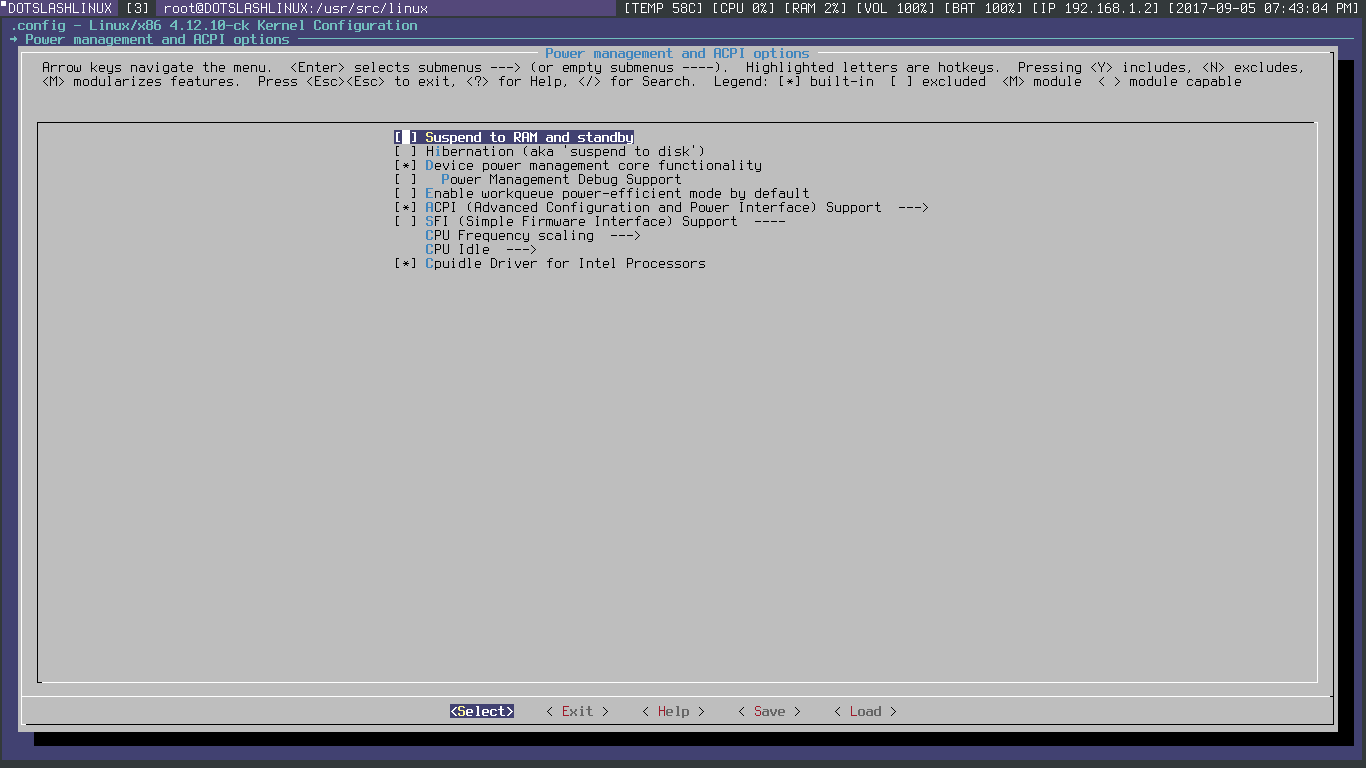 DOTSLASHLINUX [3] root@DOTSLASHLINUX:/usr/src/linux [TEMP 58C] [CPU 0%] [RAM 2%] [VOL 100%] [BAT 100%] [IP 192.168.1.2] [2017-09-05 07:43:04 PM]
.config - Linux/x86 4.12.10-ck Kernel Configuration
→ Power management and ACPI options
Power management and ACPI options
Arrow keys navigate the menu.  <Enter> selects submenus ---> (or empty submenus ----).  Highlighted letters are hotkeys.  Pressing <Y> includes, <N> excludes,
<M> modularizes features.  Press <Esc><Esc> to exit, <?> for Help, </> for Search.  Legend: [*] built-in  [ ] excluded  <M> module  < > module capable
[ ] Suspend to RAM and standby
[ ] Hibernation (aka 'suspend to disk')
[*] Device power management core functionality
[ ]   Power Management Debug Support
[ ] Enable workqueue power-efficient mode by default
[*] ACPI (Advanced Configuration and Power Interface) Support  --->
[ ] SFI (Simple Firmware Interface) Support  ----
CPU Frequency scaling  --->
CPU Idle  --->
[*] Cpuidle Driver for Intel Processors
<Select>    < Exit >    < Help >    < Save >    < Load >